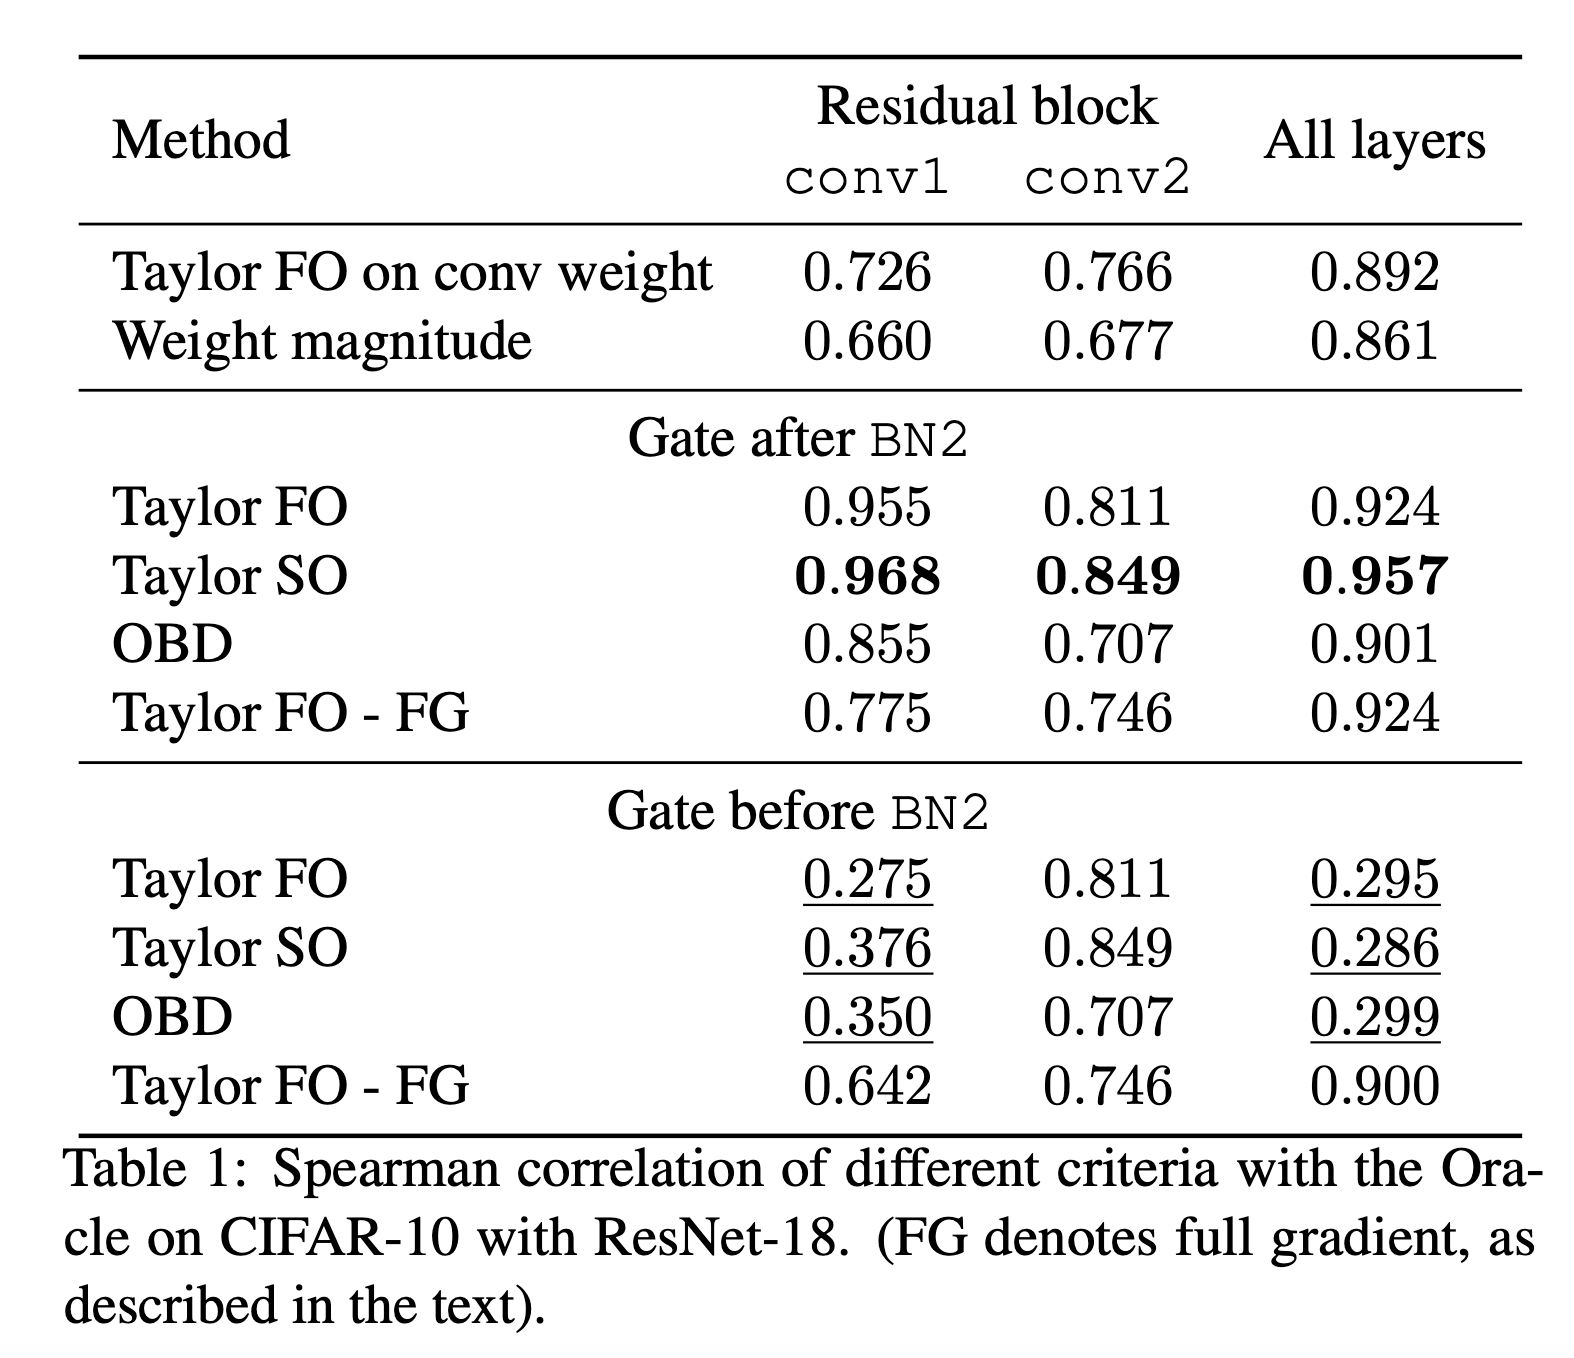 Method Residual block All layers
conv1 conv2
Taylor FO on conv weight 0.726 0.766 0.892
Weight magnitude 0.660 0.677 0.861
Gate after BN2
Taylor FO 0.955 0.811 0.924
Taylor SO 0.968 0.849 0.957
OBD 0.855 0.707 0.901
Taylor FO - FG 0.775 0.746 0.924
Gate before BN2
Taylor FO 0.275 0.811 0.295
Taylor SO 0.376 0.849 0.286
OBD 0.350 0.707 0.299
Taylor FO - FG 0.642 0.746 0.900
Table 1: Spearman correlation of different criteria with the Ora-
cle on CIFAR-10 with ResNet-18. (FG denotes full gradient, as
described in the text).